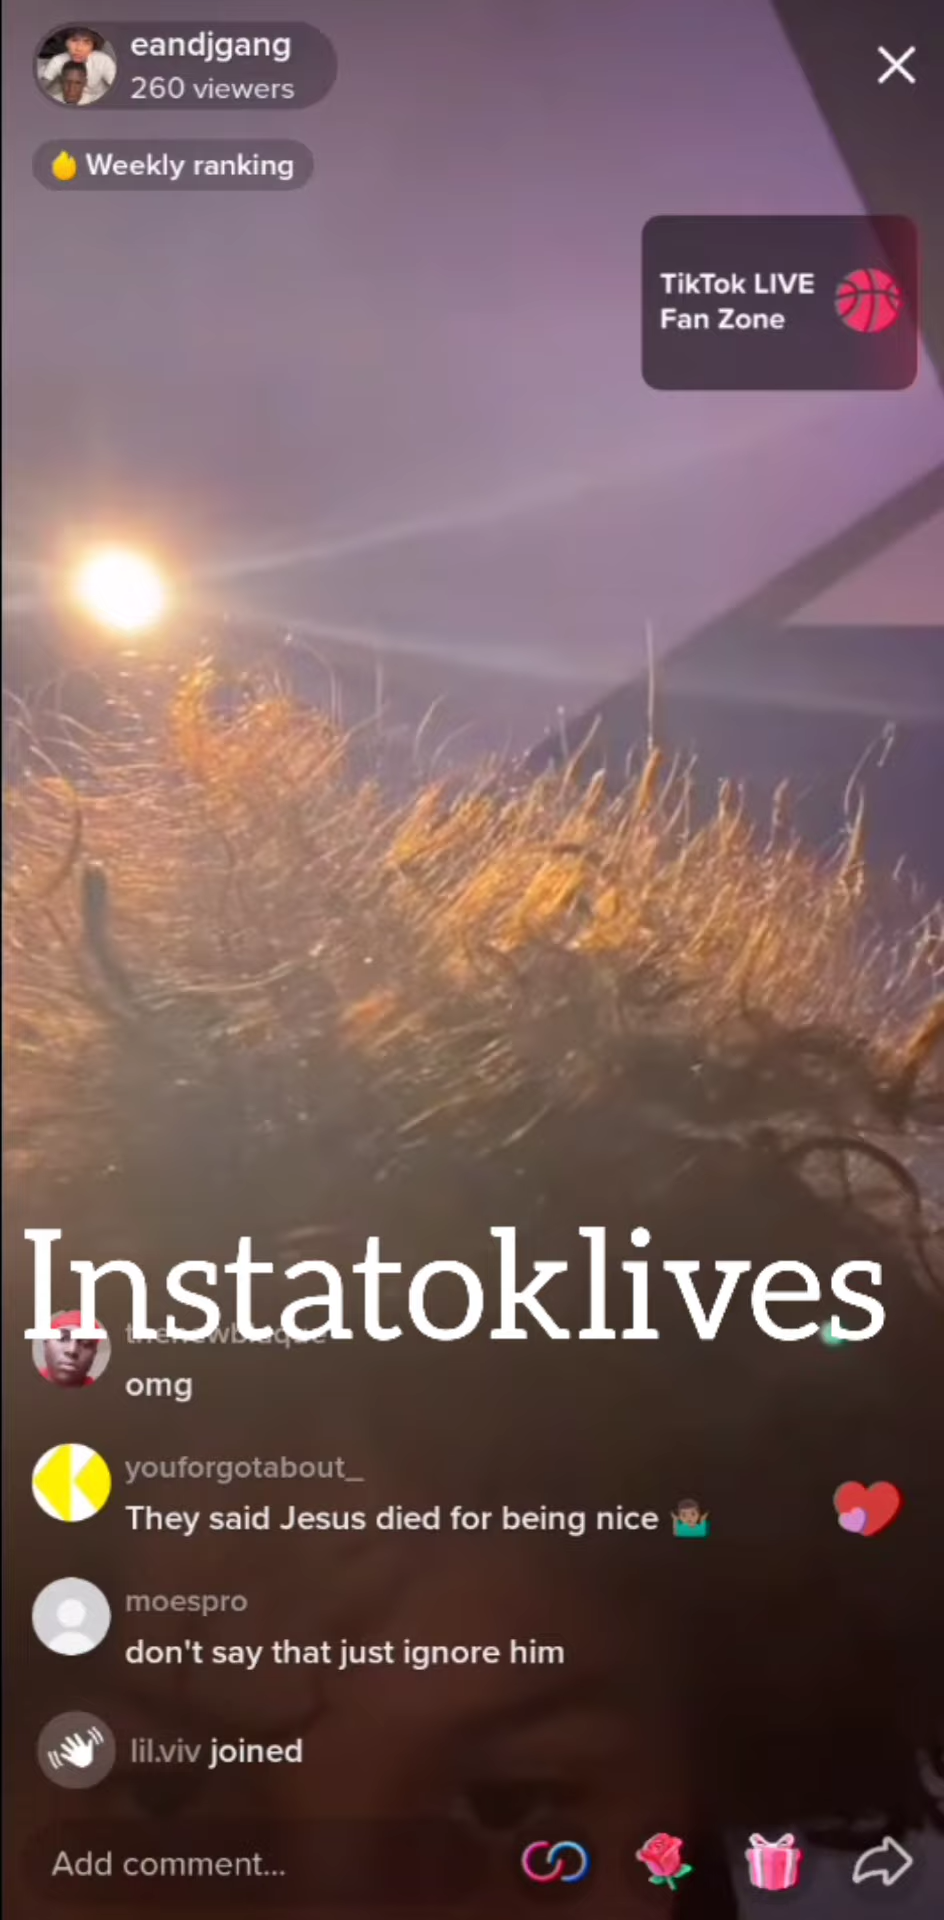 eandjgang
260 viewers
Weekly ranking
TikTok LIVE
Fan Zone
Instatoklives
omg
youforgotabout_
They said Jesus died for being nice 🤷🏽‍♂️
moespro
don't say that just ignore him
lil.viv joined
Add comment...